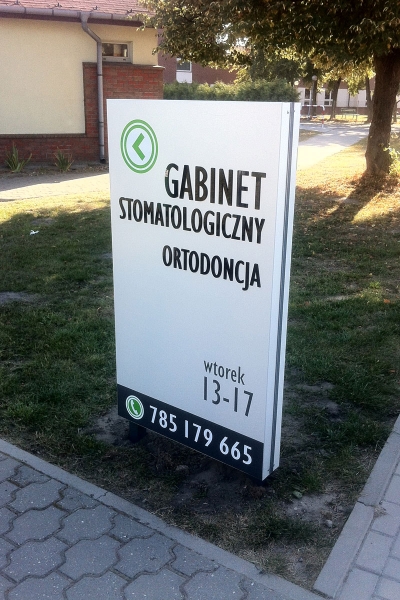 GABINET
STOMATOLOGICZNY
ORTODONCJA
wtorek
13-17
785 179 665